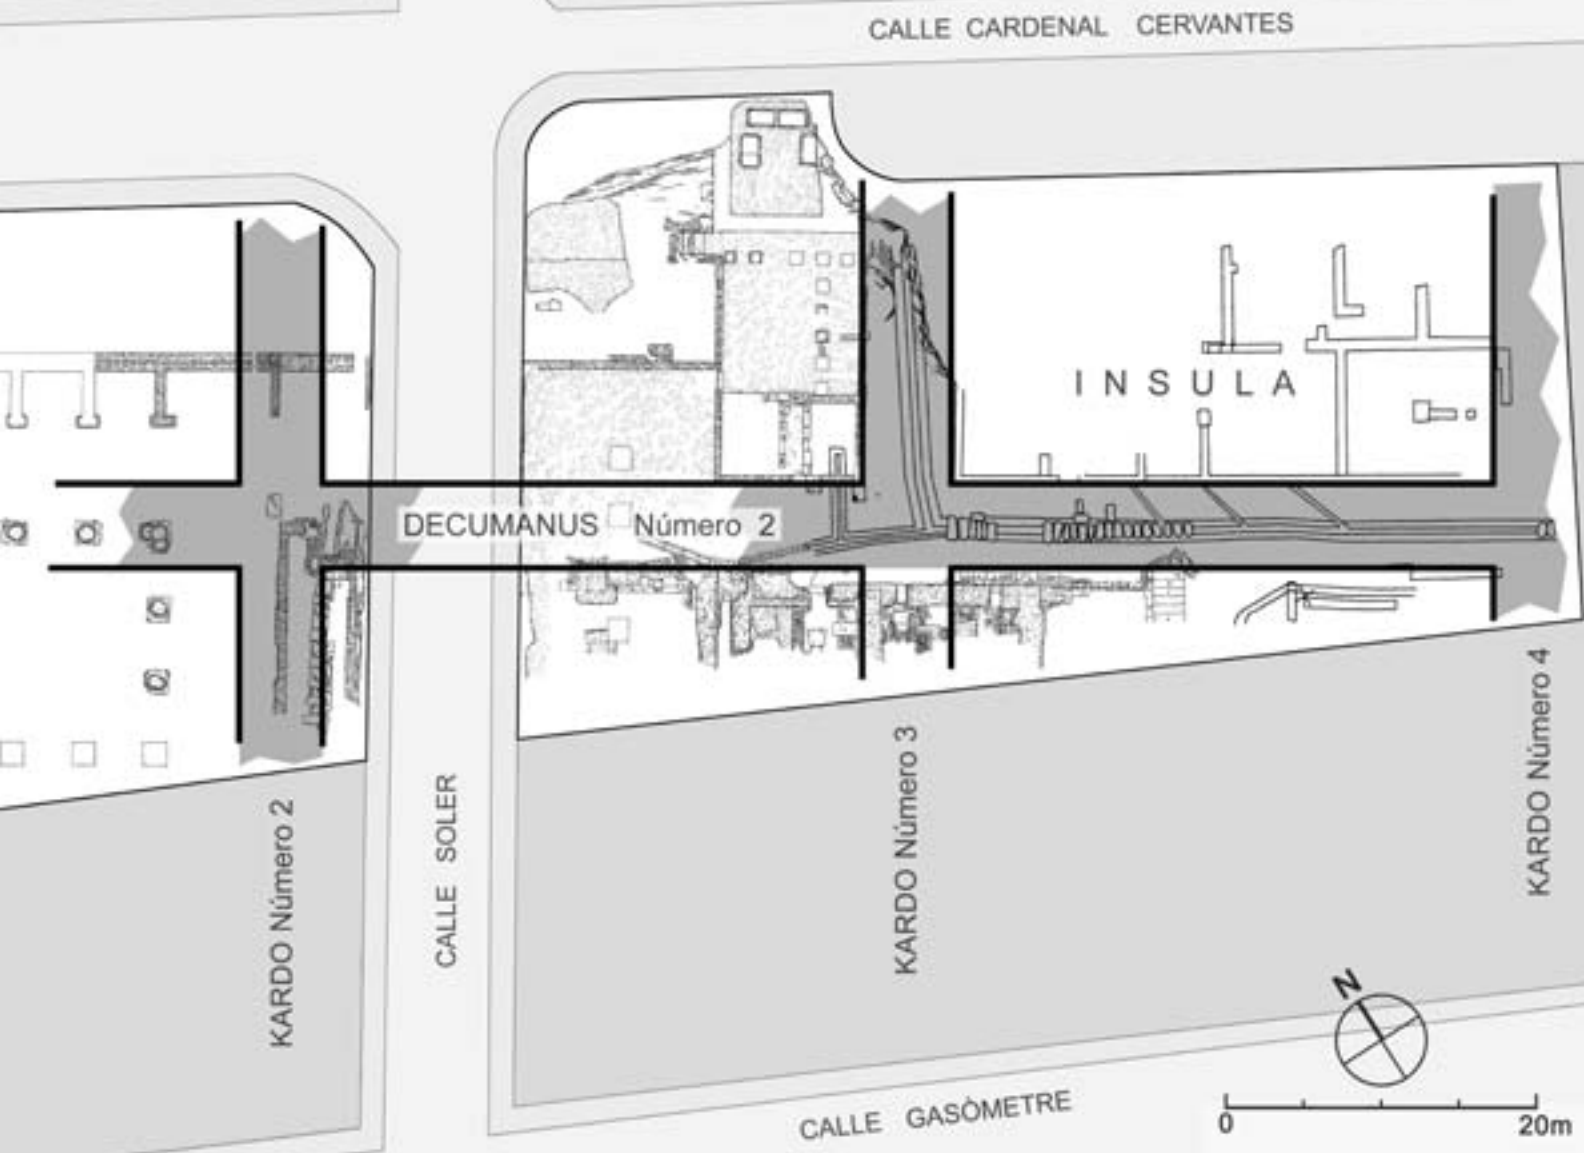 CALLE CARDENAL CERVANTES
INSULA
DECUMANUS Número 2
KARDO Número 2
CALLE SOLER
KARDO Número 3
KARDO Número 4
N
CALLE GASÒMETRE
0 20m